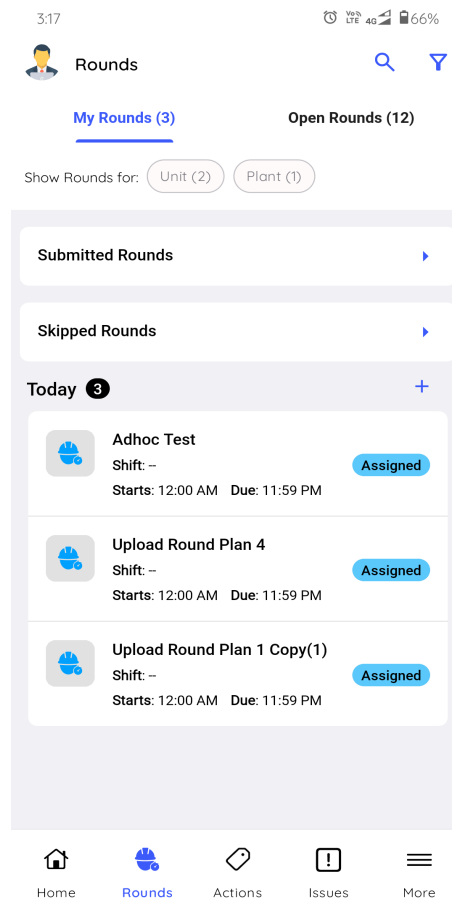 3:17
Vo) LTE 4G 66%
Rounds
My Rounds (3) Open Rounds (12)
Show Rounds for: Unit (2) Plant (1)
Submitted Rounds
Skipped Rounds
Today 3 +
Adhoc Test
Shift: --
Assigned
Starts: 12:00 AM Due: 11:59 PM
Upload Round Plan 4
Shift: --
Assigned
Starts: 12:00 AM Due: 11:59 PM
Upload Round Plan 1 Copy(1)
Shift: --
Assigned
Starts: 12:00 AM Due: 11:59 PM
Home Rounds Actions Issues More